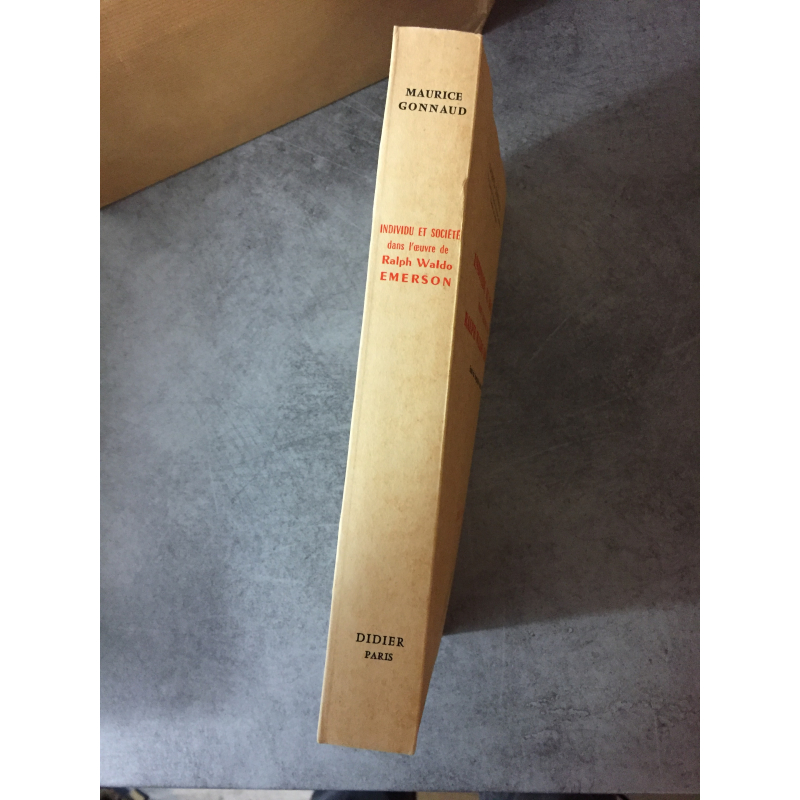 MAURICE
GONNAUD
INDIVIDU ET SOCIÉTÉ
dans l'œuvre de
Ralph Waldo
EMERSON
DIDIER
PARIS